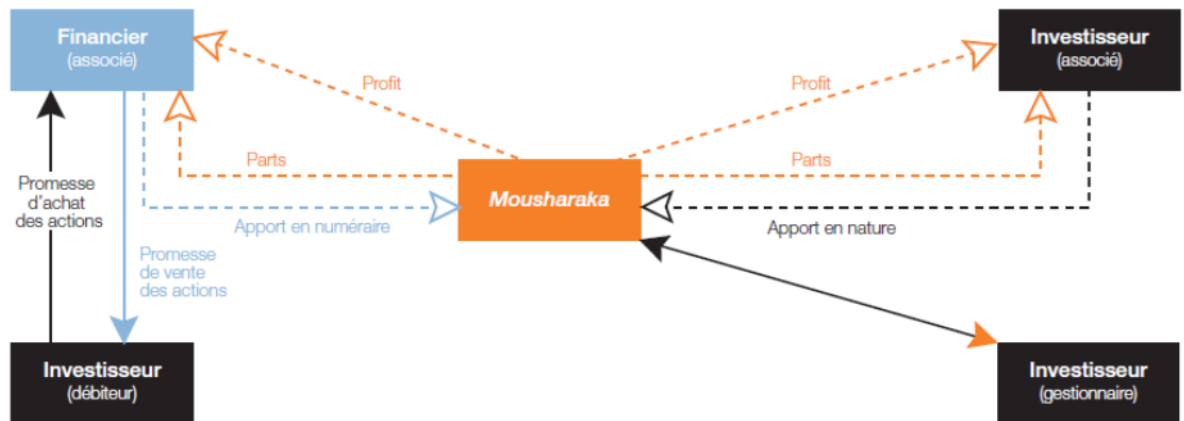 Financier
(associé)
Investisseur
(associé)
Profit
Profit
Parts
Parts
Mousharaka
Promesse
d'achat
des actions
Apport en numéraire
Apport en nature
Promesse
de vente
des actions
Investisseur
(débiteur)
Investisseur
(gestionnaire)